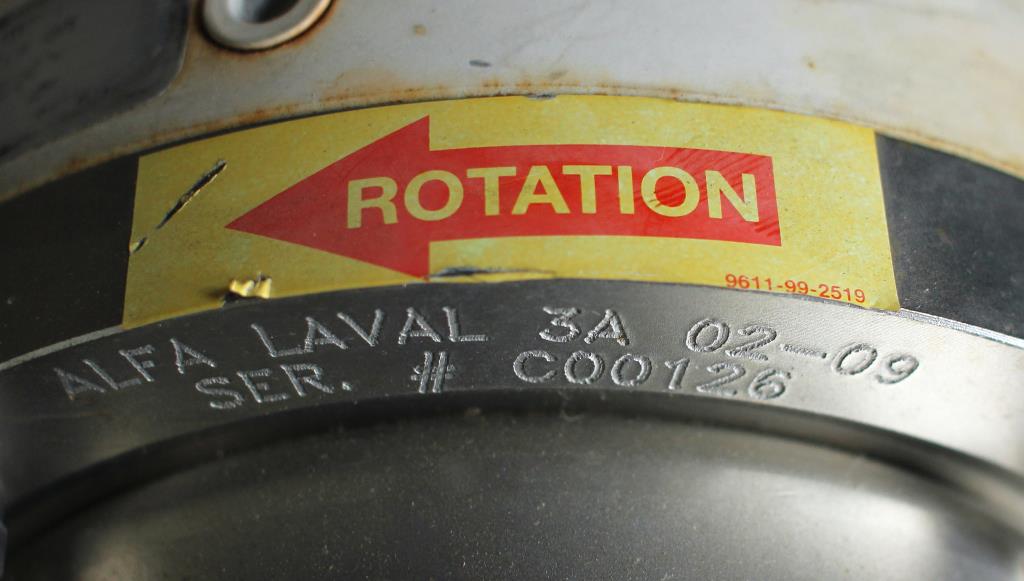 ROTATION
9611-99-2519
ALFA LAVAL 3A 02-09
SER. # C00126